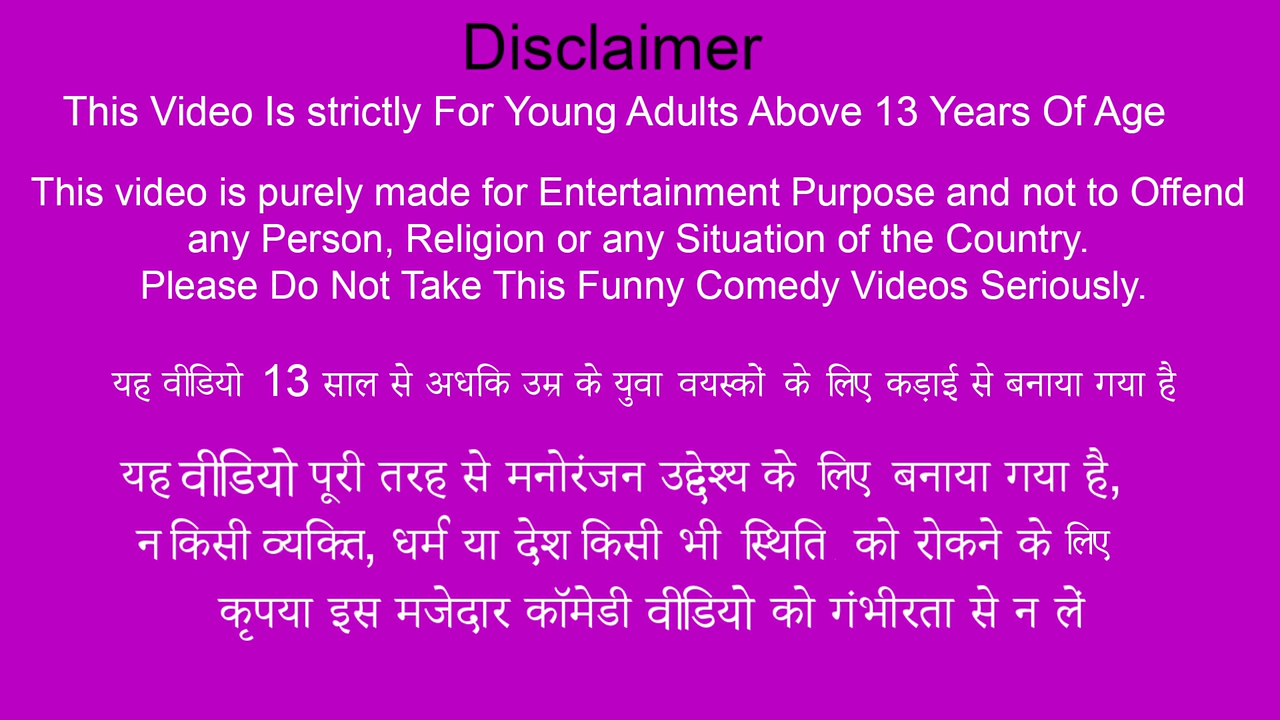 Disclaimer
This Video Is strictly For Young Adults Above 13 Years Of Age
This video is purely made for Entertainment Purpose and not to Offend
any Person, Religion or any Situation of the Country.
Please Do Not Take This Funny Comedy Videos Seriously.
यह वीडियो 13 साल से अधकि उम्र के युवा वयस्कों के लिए कड़ाई से बनाया गया है
यह वीडियो पूरी तरह से मनोरंजन उद्देश्य के लिए बनाया गया है,
न किसी व्यक्ति, धर्म या देश किसी भी स्थिति को रोकने के लिए
कृपया इस मजेदार कॉमेडी वीडियो को गंभीरता से न लें